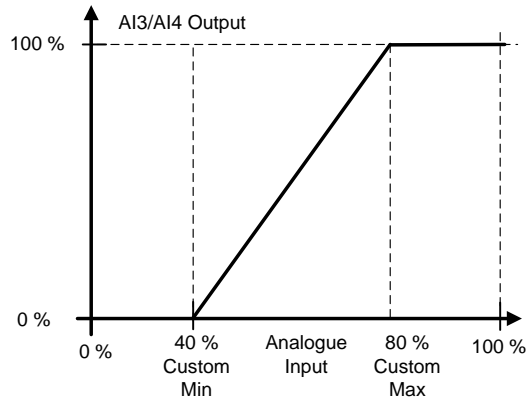 AI3/AI4 Output
100 %
0 %
0 %
40 %
Custom
Min
Analogue
Input
80 %
Custom
Max
100 %